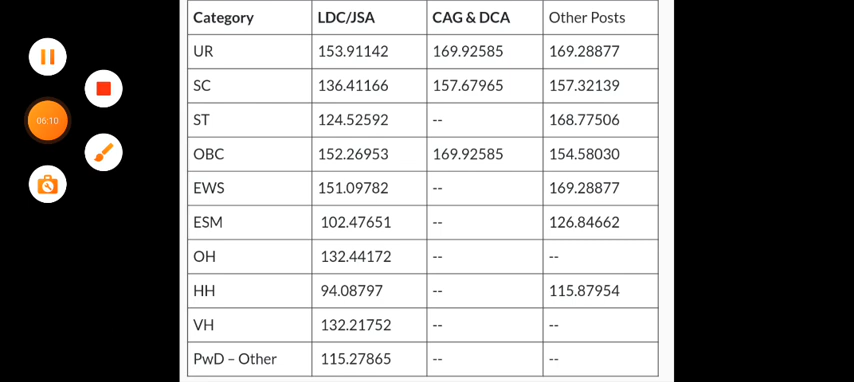 Category LDC/JSA CAG & DCA Other Posts
UR 153.91142 169.92585 169.28877
SC 136.41166 157.67965 157.32139
06:10 ST 124.52592 -- 168.77506
OBC 152.26953 169.92585 154.58030
EWS 151.09782 -- 169.28877
ESM 102.47651 -- 126.84662
OH 132.44172 -- --
HH 94.08797 -- 115.87954
VH 132.21752 -- --
PwD – Other 115.27865 -- --